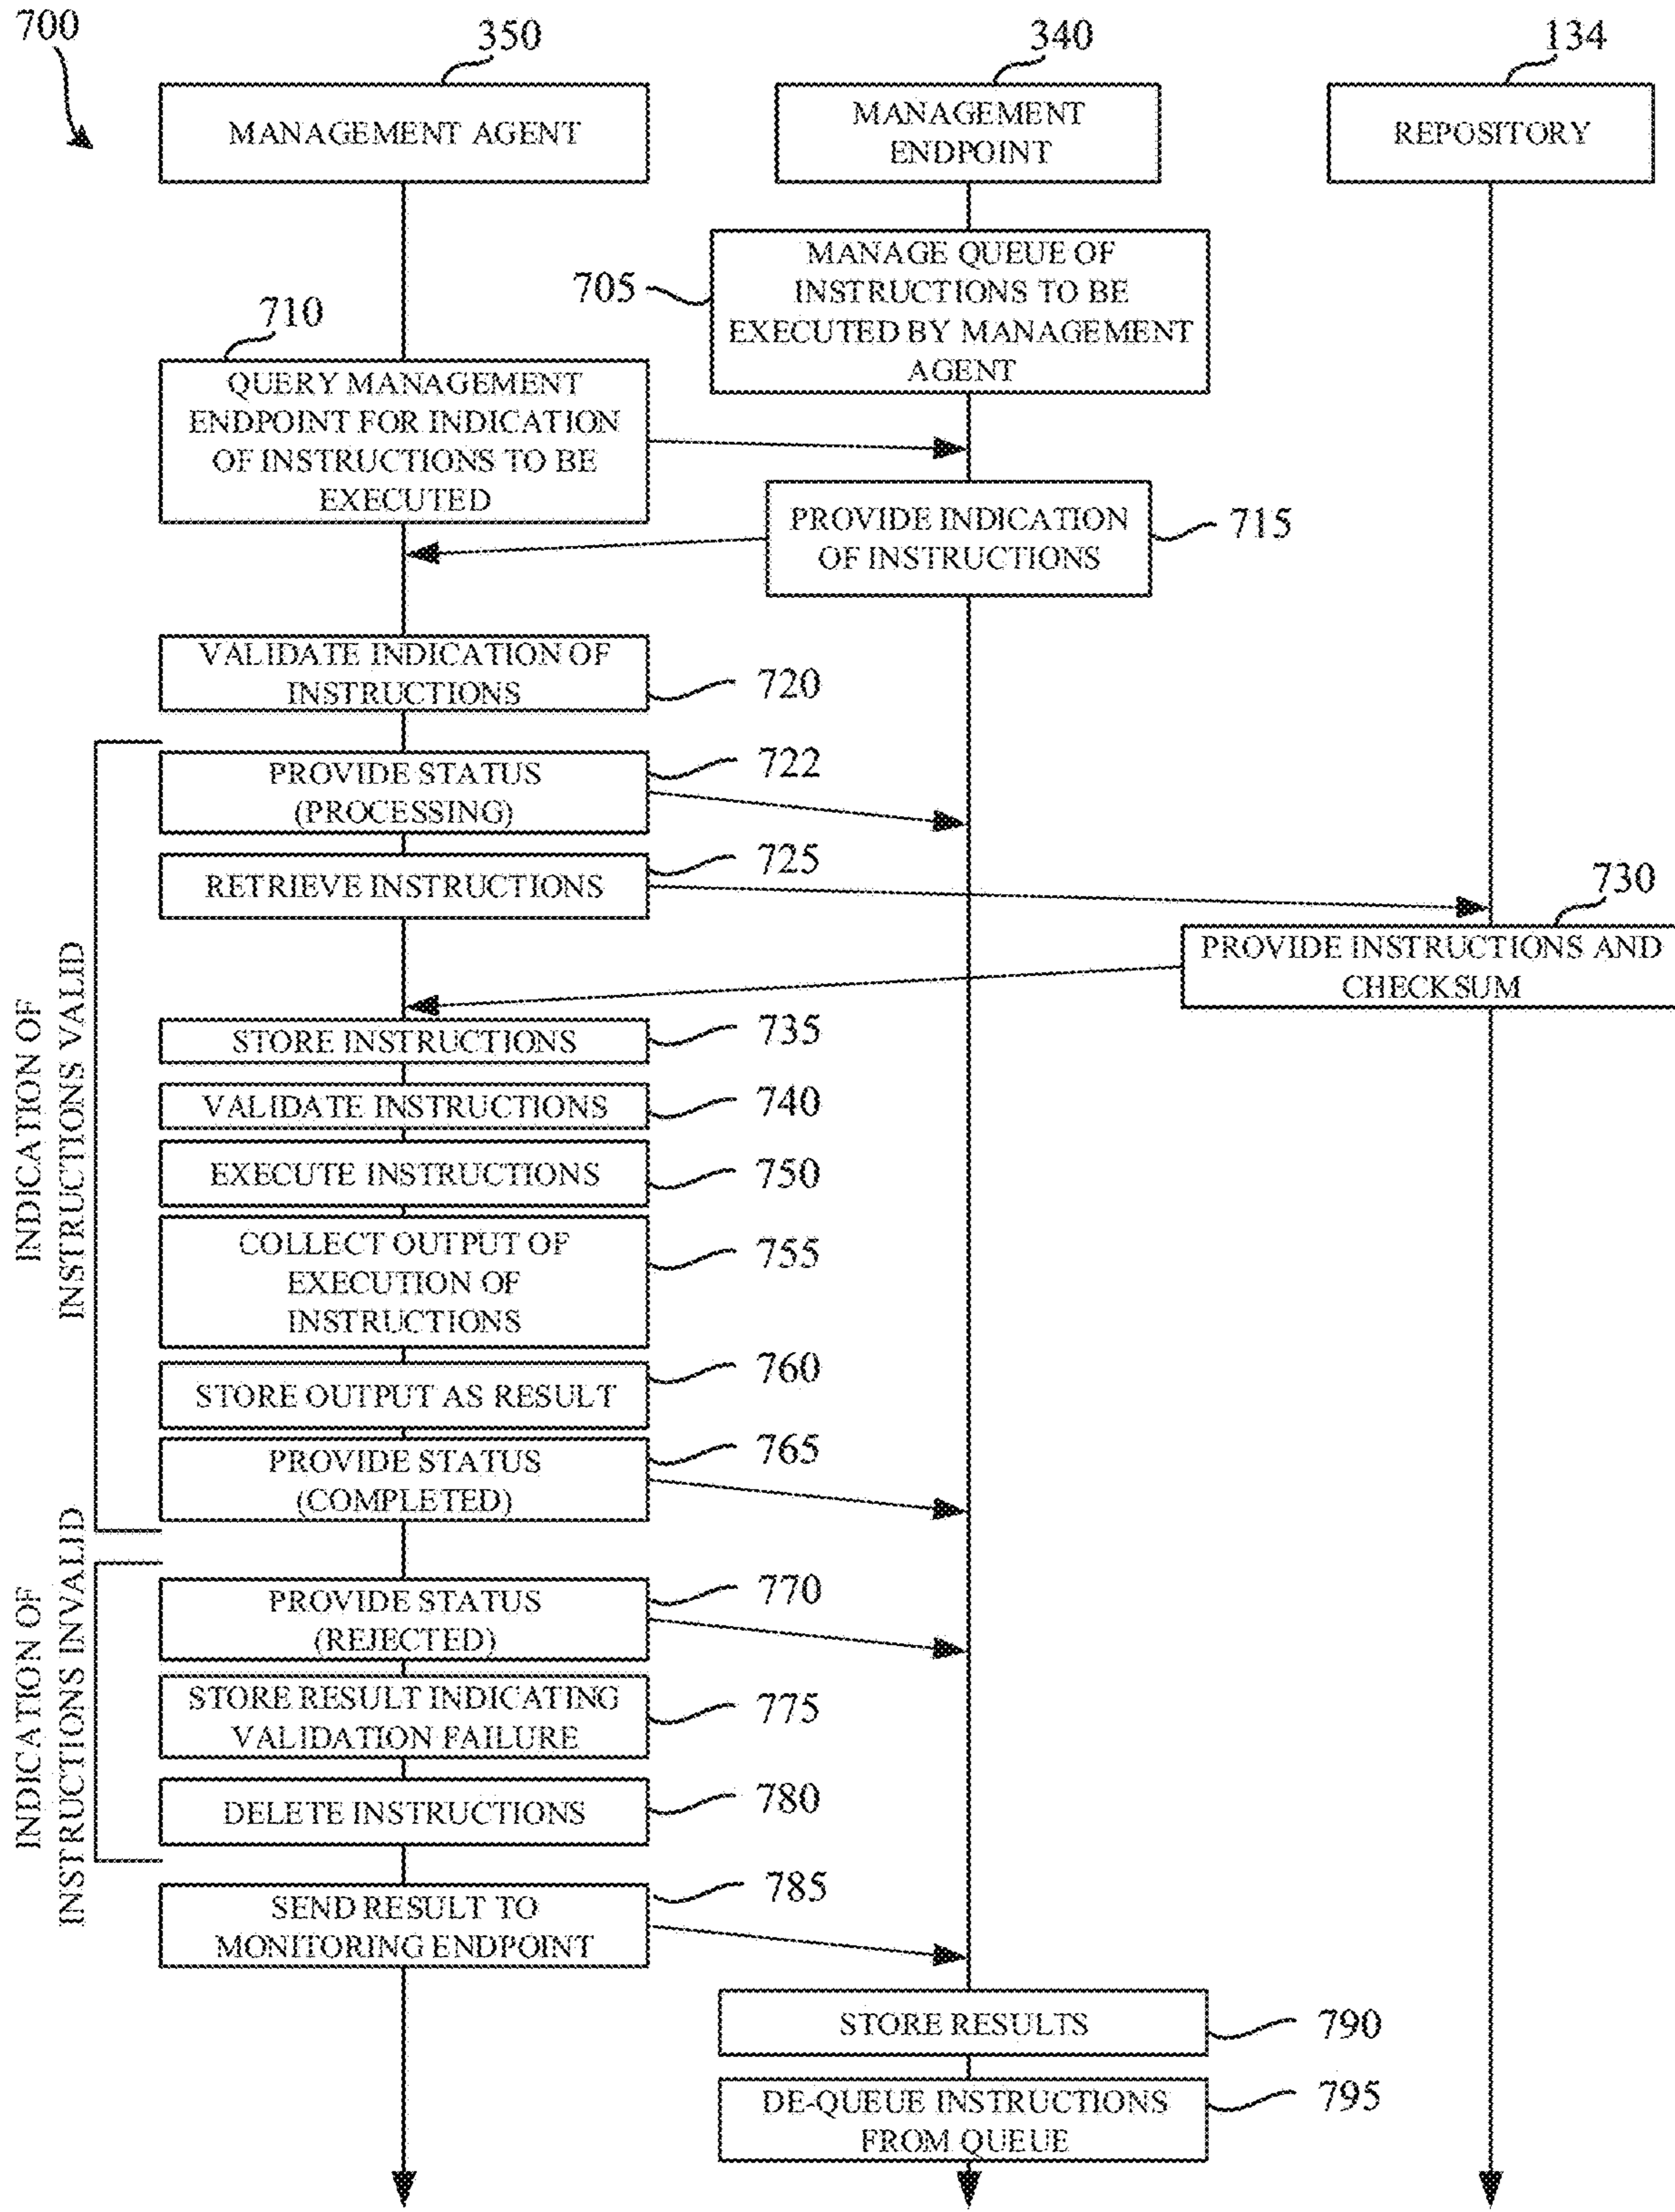 700
350
340
134
MANAGEMENT AGENT
MANAGEMENT
ENDPOINT
REPOSITORY
705
MANAGE QUEUE OF
INSTRUCTIONS TO BE
EXECUTED BY MANAGEMENT
AGENT
710
QUERY MANAGEMENT
ENDPOINT FOR INDICATION
OF INSTRUCTIONS TO BE
EXECUTED
PROVIDE INDICATION
OF INSTRUCTIONS
715
VALIDATE INDICATION OF
INSTRUCTIONS
720
INDICATION OF
INSTRUCTIONS VALID
PROVIDE STATUS
(PROCESSING)
722
RETRIEVE INSTRUCTIONS
725
730
PROVIDE INSTRUCTIONS AND
CHECKSUM
STORE INSTRUCTIONS
735
VALIDATE INSTRUCTIONS
740
EXECUTE INSTRUCTIONS
750
COLLECT OUTPUT OF
EXECUTION OF
INSTRUCTIONS
755
STORE OUTPUT AS RESULT
760
PROVIDE STATUS
(COMPLETED)
765
INDICATION OF
INSTRUCTIONS INVALID
PROVIDE STATUS
(REJECTED)
770
STORE RESULT INDICATING
VALIDATION FAILURE
775
DELETE INSTRUCTIONS
780
SEND RESULT TO
MONITORING ENDPOINT
785
STORE RESULTS
790
DE-QUEUE INSTRUCTIONS
FROM QUEUE
795